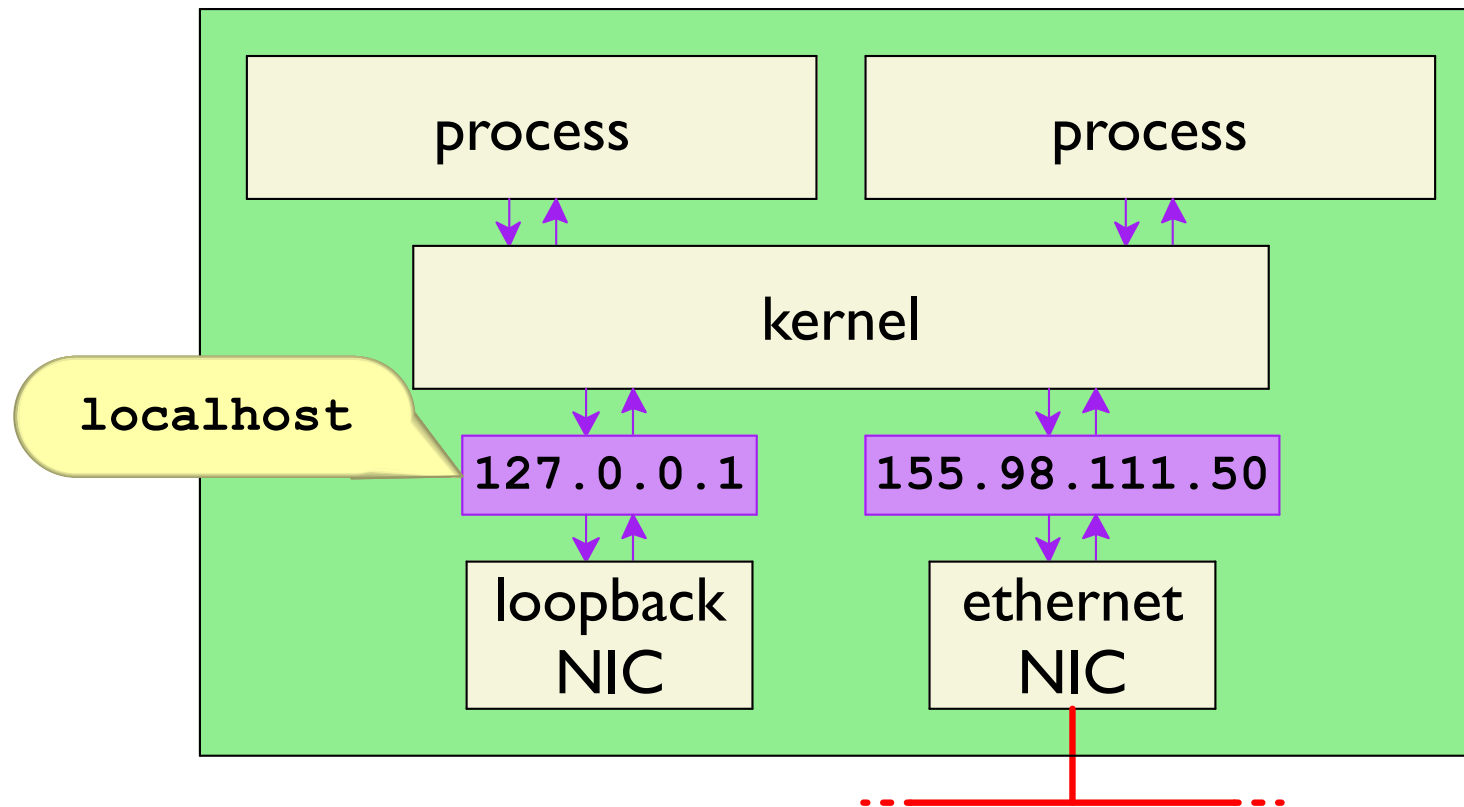 process
process
kernel
localhost
127.0.0.1
155.98.111.50
loopback
NIC
ethernet
NIC